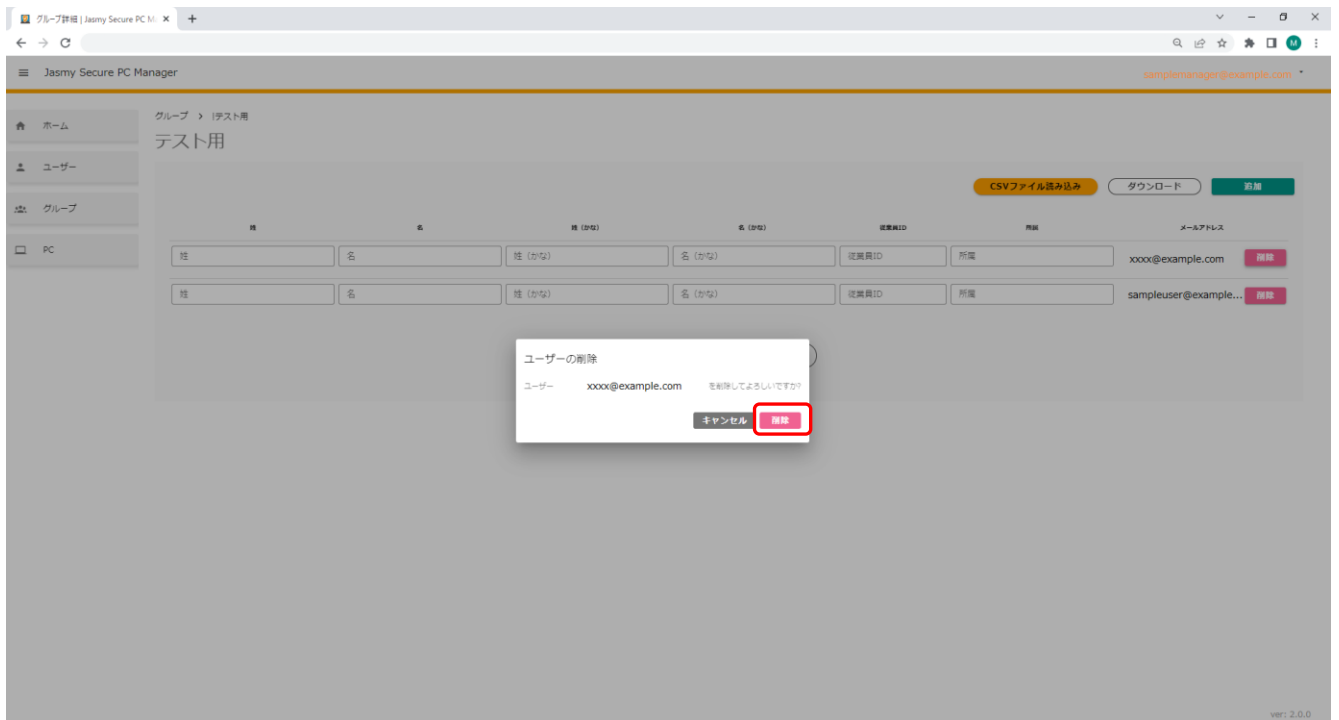 グループ詳細 | Jasmy Secure PC M
M
Jasmy Secure PC Manager
samplemanager@example.com
グループ > !テスト用
テスト用
ホーム
ユーザー
グループ
PC
CSVファイル読み込み ダウンロード 追加
姓 名 姓 (かな) 名 (かな) 従業員ID 所属 メールアドレス
姓 名 姓 (かな) 名 (かな) 従業員ID 所属 xxxx@example.com 削除
姓 名 姓 (かな) 名 (かな) 従業員ID 所属 sampleuser@example... 削除
ユーザーの削除
ユーザー xxxx@example.com を削除してよろしいですか?
キャンセル 削除
ver: 2.0.0